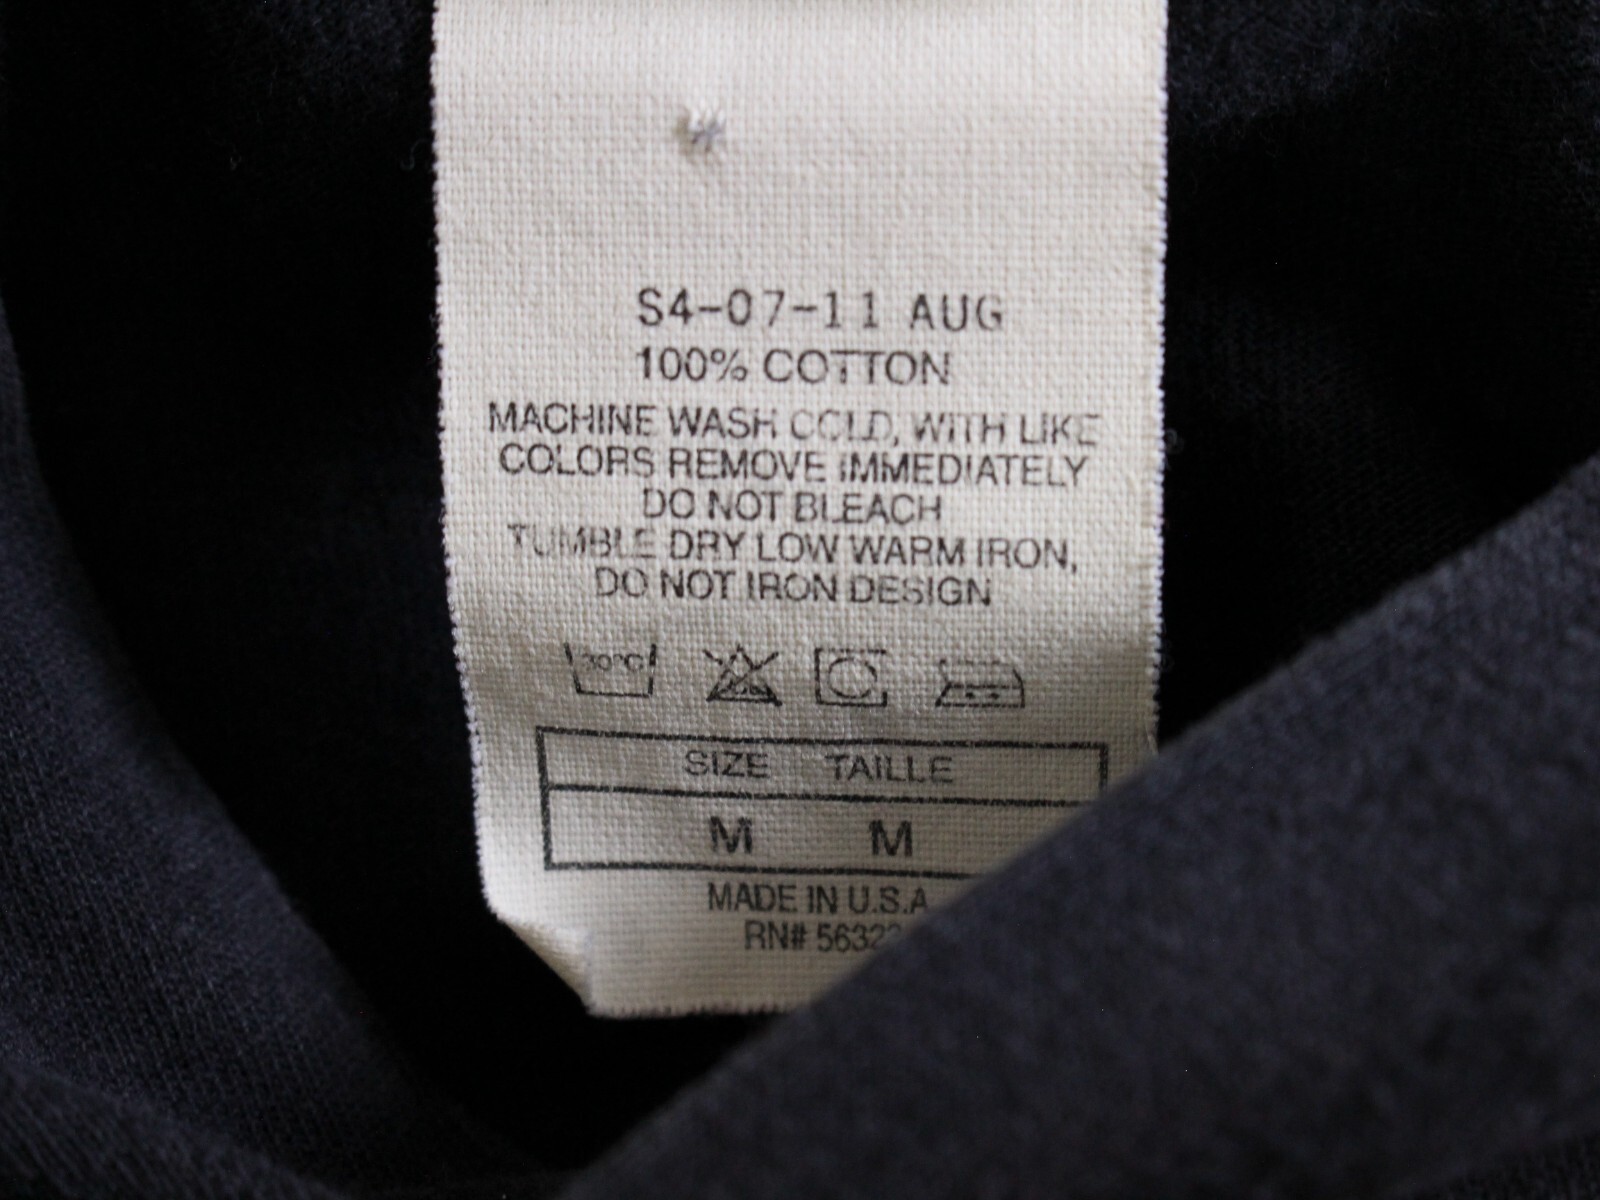 S4-07-11 AUG
100% COTTON
MACHINE WASH COLD, WITH LIKE
COLORS REMOVE IMMEDIATELY
DO NOT BLEACH
TUMBLE DRY LOW WARM IRON,
DO NOT IRON DESIGN
30°C
SIZE TAILLE
M M
MADE IN U.S.A
RN#